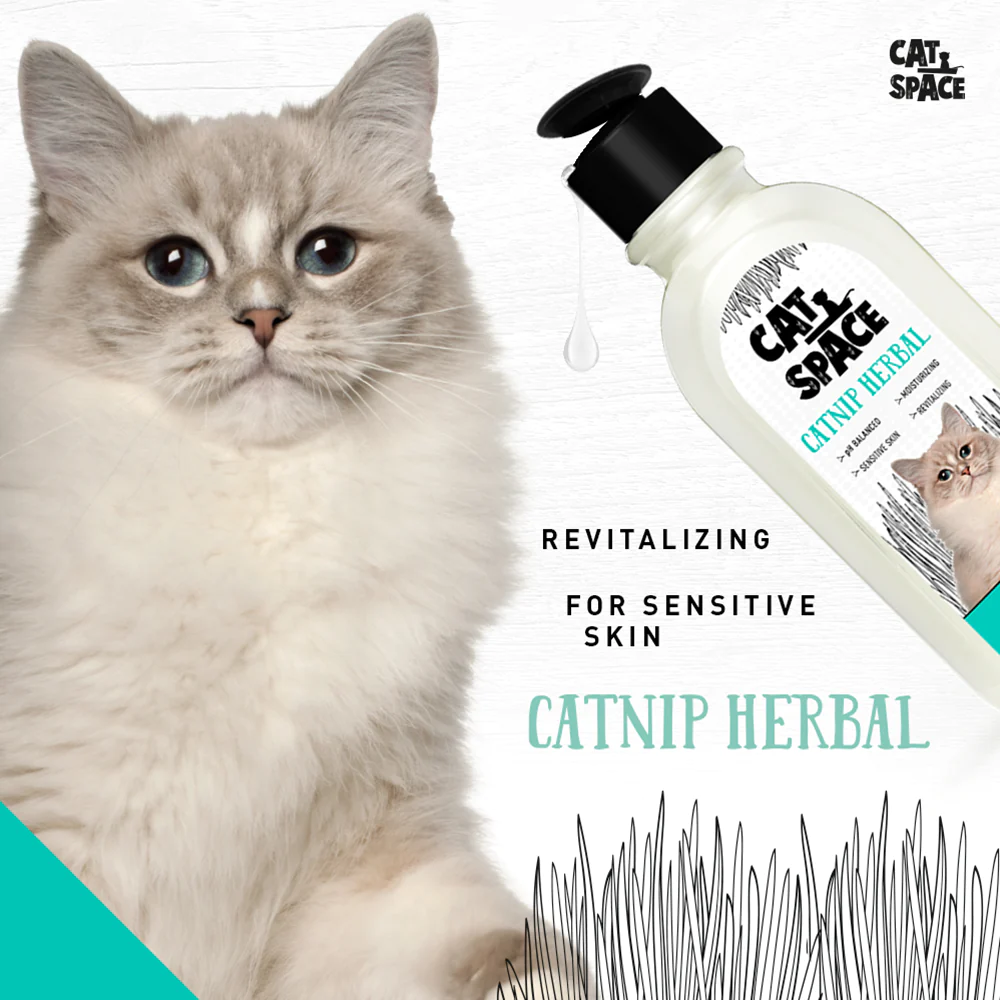 CAT
SPACE
CAT
SPACE
CATNIP HERBAL
> pH BALANCED
> MOISTURIZING
> SENSITIVE SKIN
> REVITALIZING
REVITALIZING
FOR SENSITIVE
SKIN
CATNIP HERBAL